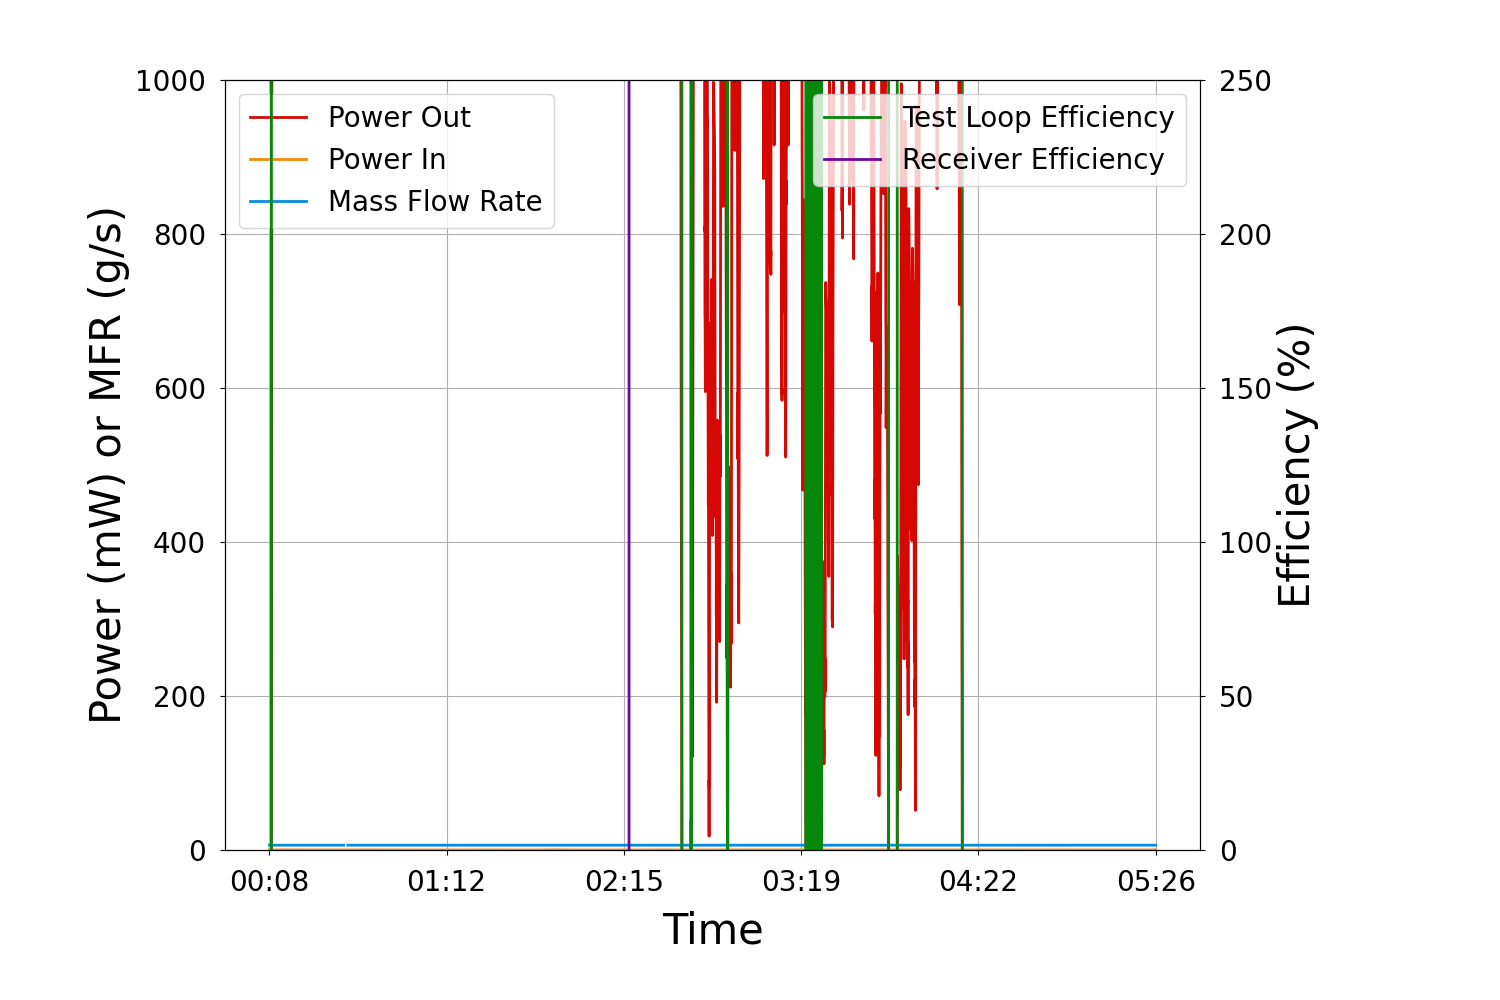 1000
800
600
400
200
0
Power (mW) or MFR (g/s)
Power Out
Power In
Mass Flow Rate
Test Loop Efficiency
Receiver Efficiency
250
200
150
100
50
0
Efficiency (%)
00:08 01:12 02:15 03:19 04:22 05:26
Time